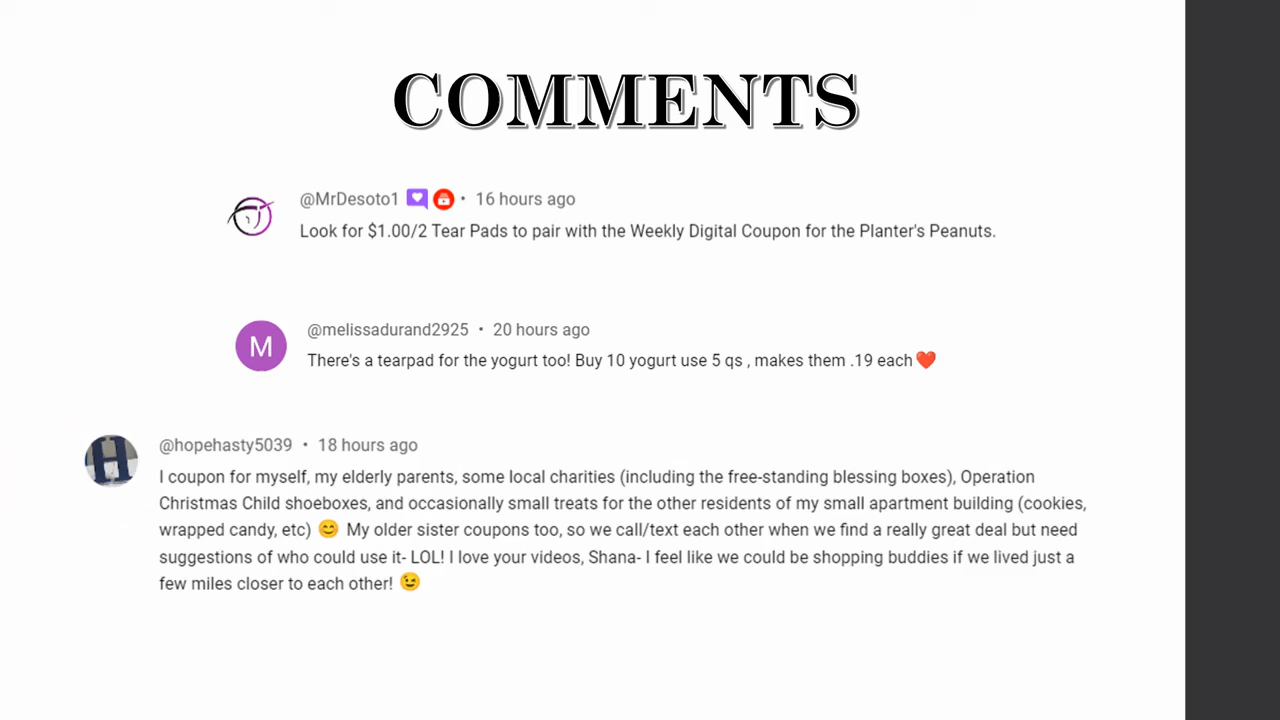 COMMENTS
@MrDesoto1 • 16 hours ago
Look for $1.00/2 Tear Pads to pair with the Weekly Digital Coupon for the Planter's Peanuts.
M
@melissadurand2925 • 20 hours ago
There's a tearpad for the yogurt too! Buy 10 yogurt use 5 qs , makes them .19 each ❤️
H
@hopehasty5039 • 18 hours ago
I coupon for myself, my elderly parents, some local charities (including the free-standing blessing boxes), Operation
Christmas Child shoeboxes, and occasionally small treats for the other residents of my small apartment building (cookies,
wrapped candy, etc) 😊 My older sister coupons too, so we call/text each other when we find a really great deal but need
suggestions of who could use it- LOL! I love your videos, Shana- I feel like we could be shopping buddies if we lived just a
few miles closer to each other! 😉